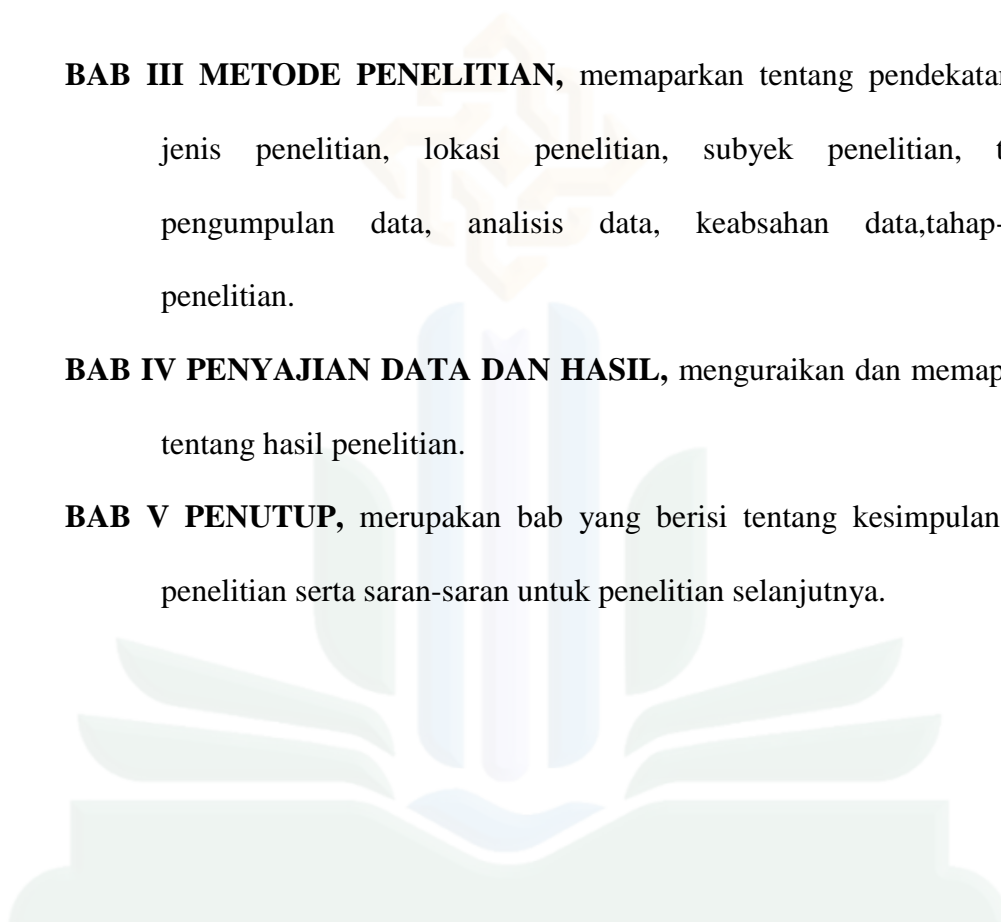 BAB III METODE PENELITIAN, memaparkan tentang
jenis penelitian, lokasi penelitian, subyek penelitian,
pengumpulan data, analisis data, keabsahan data,tahap-
penelitian.
BAB IV PENYAJIAN DATA DAN HASIL, menguraikan dan
tentang hasil penelitian.
BAB V PENUTUP, merupakan bab yang berisi tentang kesimpulan
penelitian serta saran-saran untuk penelitian selanjutnya.